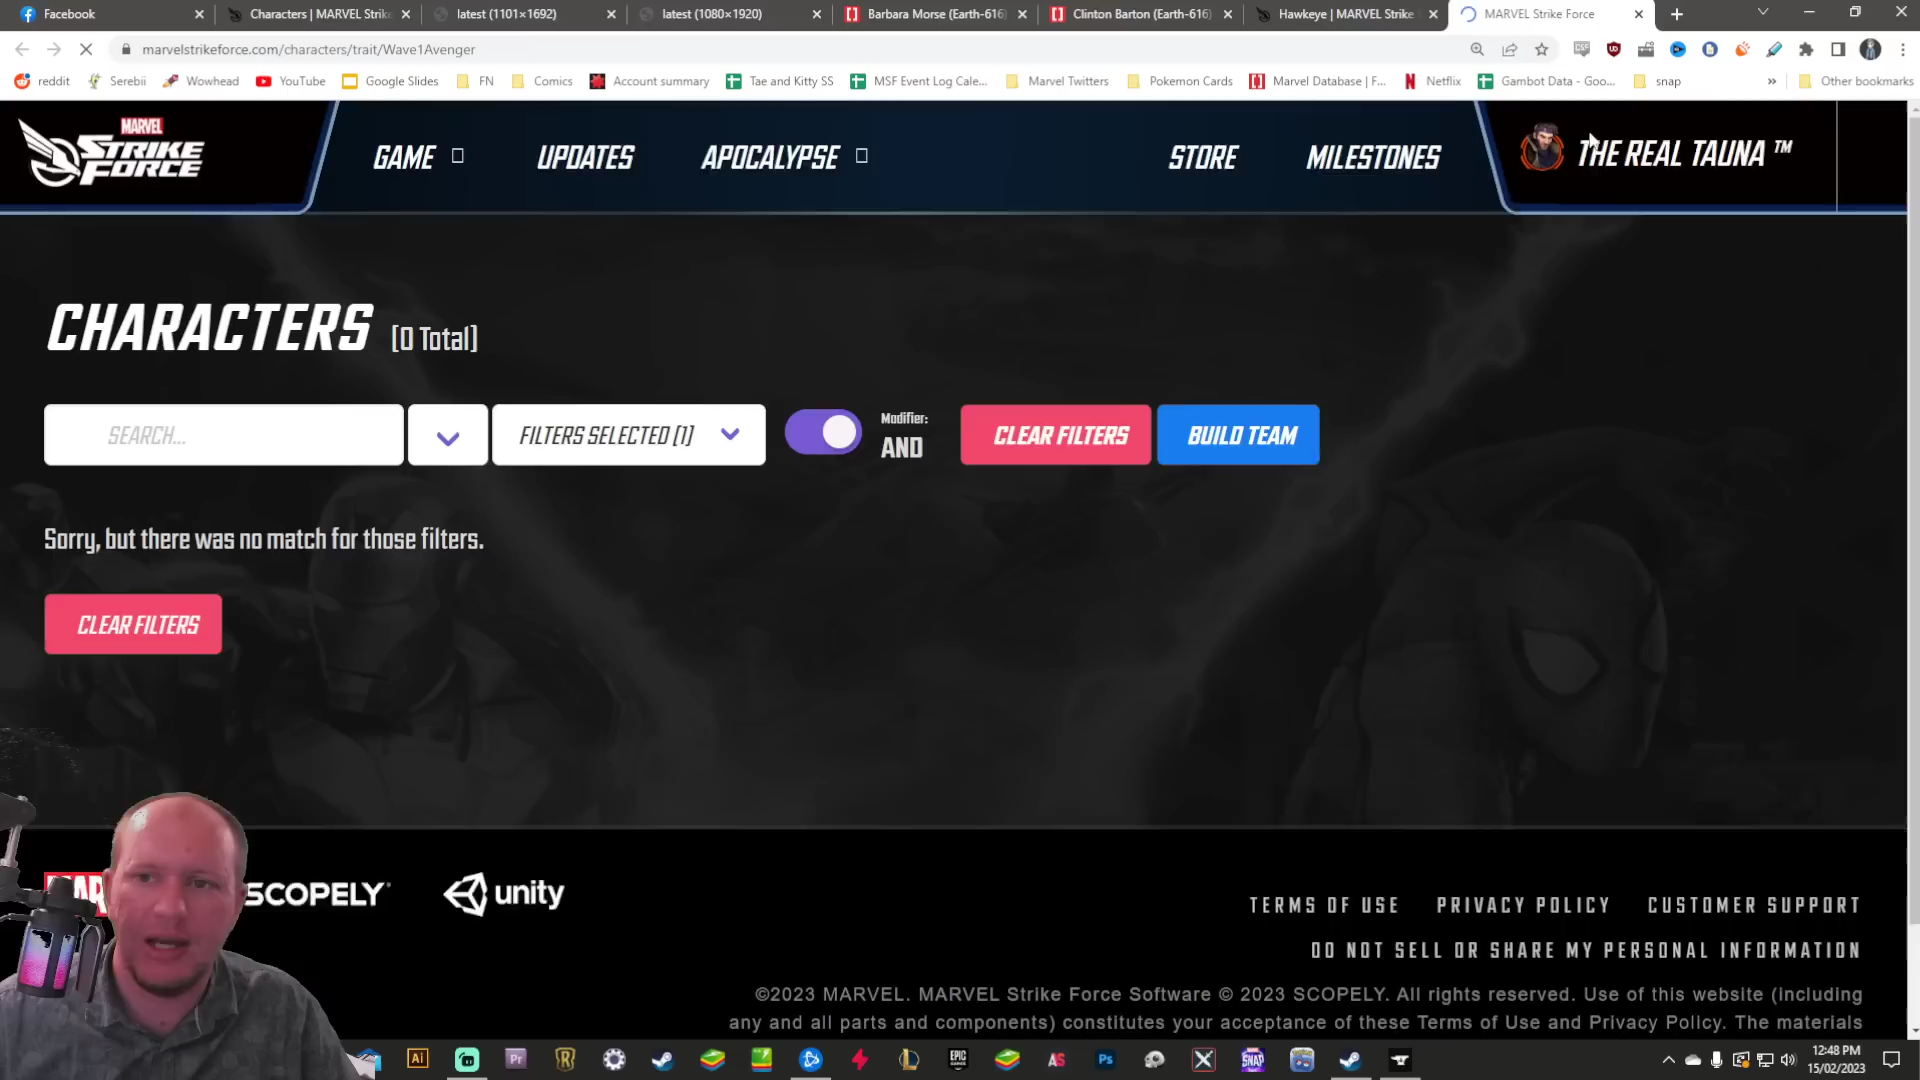 Facebook
Characters | MARVEL Strike
latest (1101×1692)
latest (1080×1920)
Barbara Morse (Earth-616)
Clinton Barton (Earth-616)
Hawkeye | MARVEL Strike
MARVEL Strike Force
marvelstrikeforce.com/characters/trait/Wave1Avenger
reddit
Serebii
Wowhead
YouTube
Google Slides
FN
Comics
Account summary
Tae and Kitty SS
MSF Event Log Cale...
Marvel Twitters
Pokemon Cards
Marvel Database | F...
Netflix
Gambot Data - Goo...
snap
»
Other bookmarks
MARVEL
STRIKE
FORCE
GAME
UPDATES
APOCALYPSE
STORE
MILESTONES
THE REAL TAUNA ™
CHARACTERS [0 Total]
SEARCH...
FILTERS SELECTED [1]
Modifier:
AND
CLEAR FILTERS
BUILD TEAM
Sorry, but there was no match for those filters.
CLEAR FILTERS
SCOPELY
unity
TERMS OF USE
PRIVACY POLICY
CUSTOMER SUPPORT
DO NOT SELL OR SHARE MY PERSONAL INFORMATION
©2023 MARVEL. MARVEL Strike Force Software © 2023 SCOPELY. All rights reserved. Use of this website (including
any and all parts and components) constitutes your acceptance of these Terms of Use and Privacy Policy. The materials
Ai
Pr
R
EPIC
GAMES
AS
Ps
SNAP
12:48 PM
15/02/2023